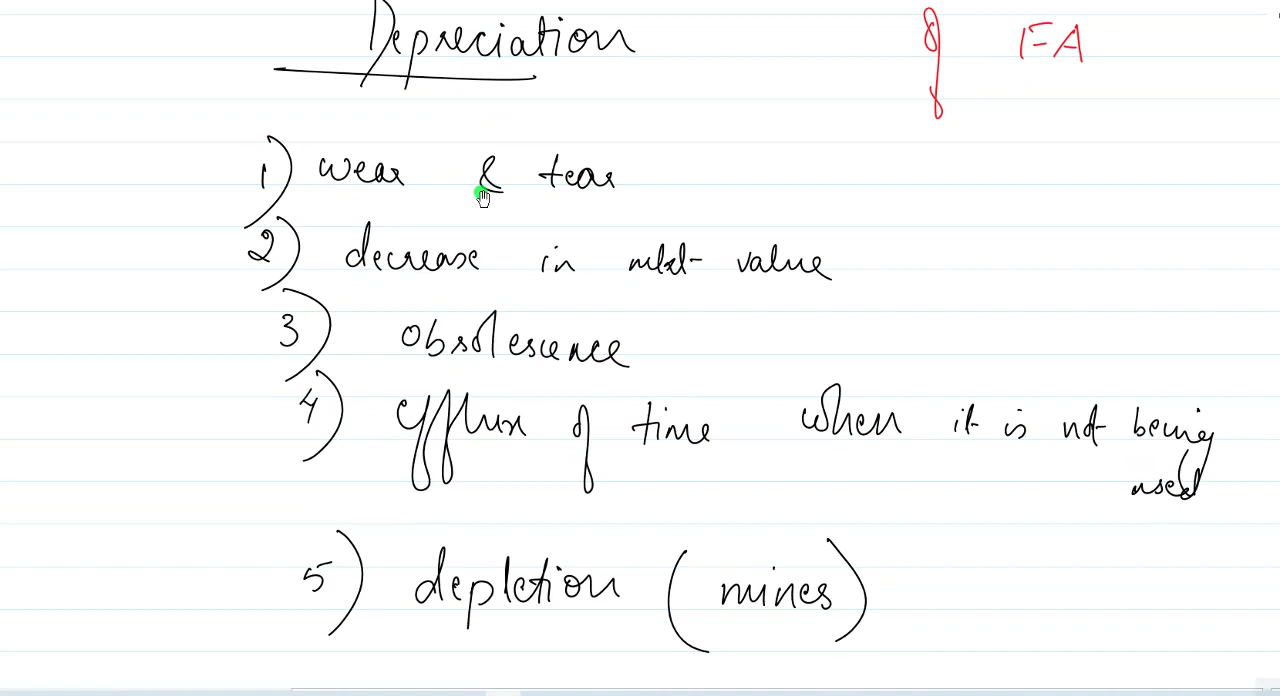 Depreciation of FA
1) wear & tear
2) decrease in mkt value
3) obsolescence
4) efflux of time when it is not being
used
5) depletion (mines)